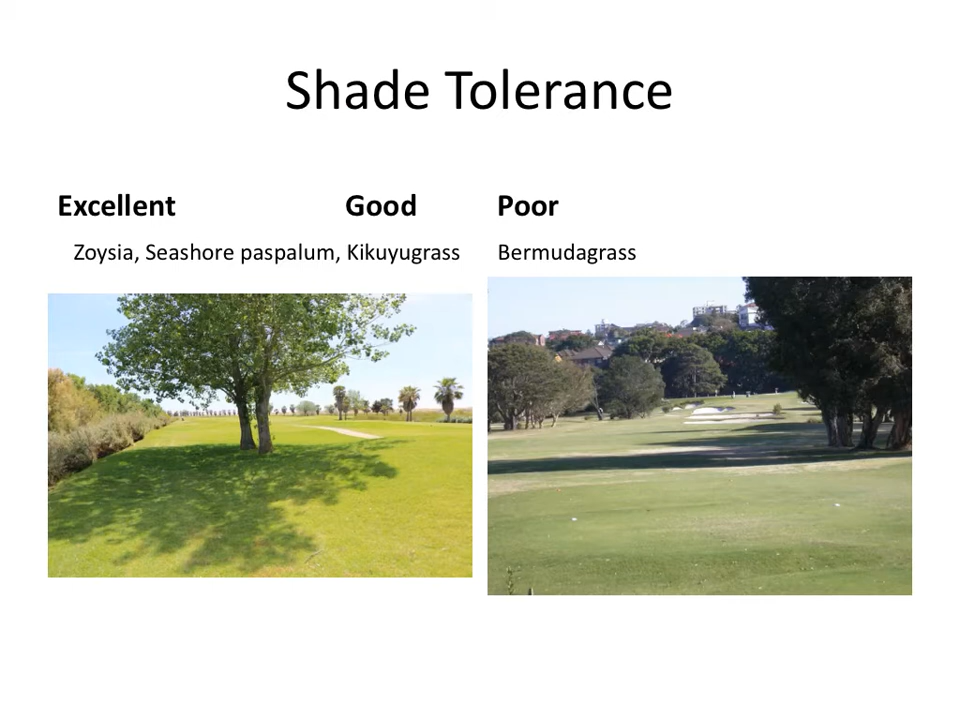 Shade Tolerance
Excellent Good Poor
Zoysia, Seashore paspalum, Kikuyugrass Bermudagrass